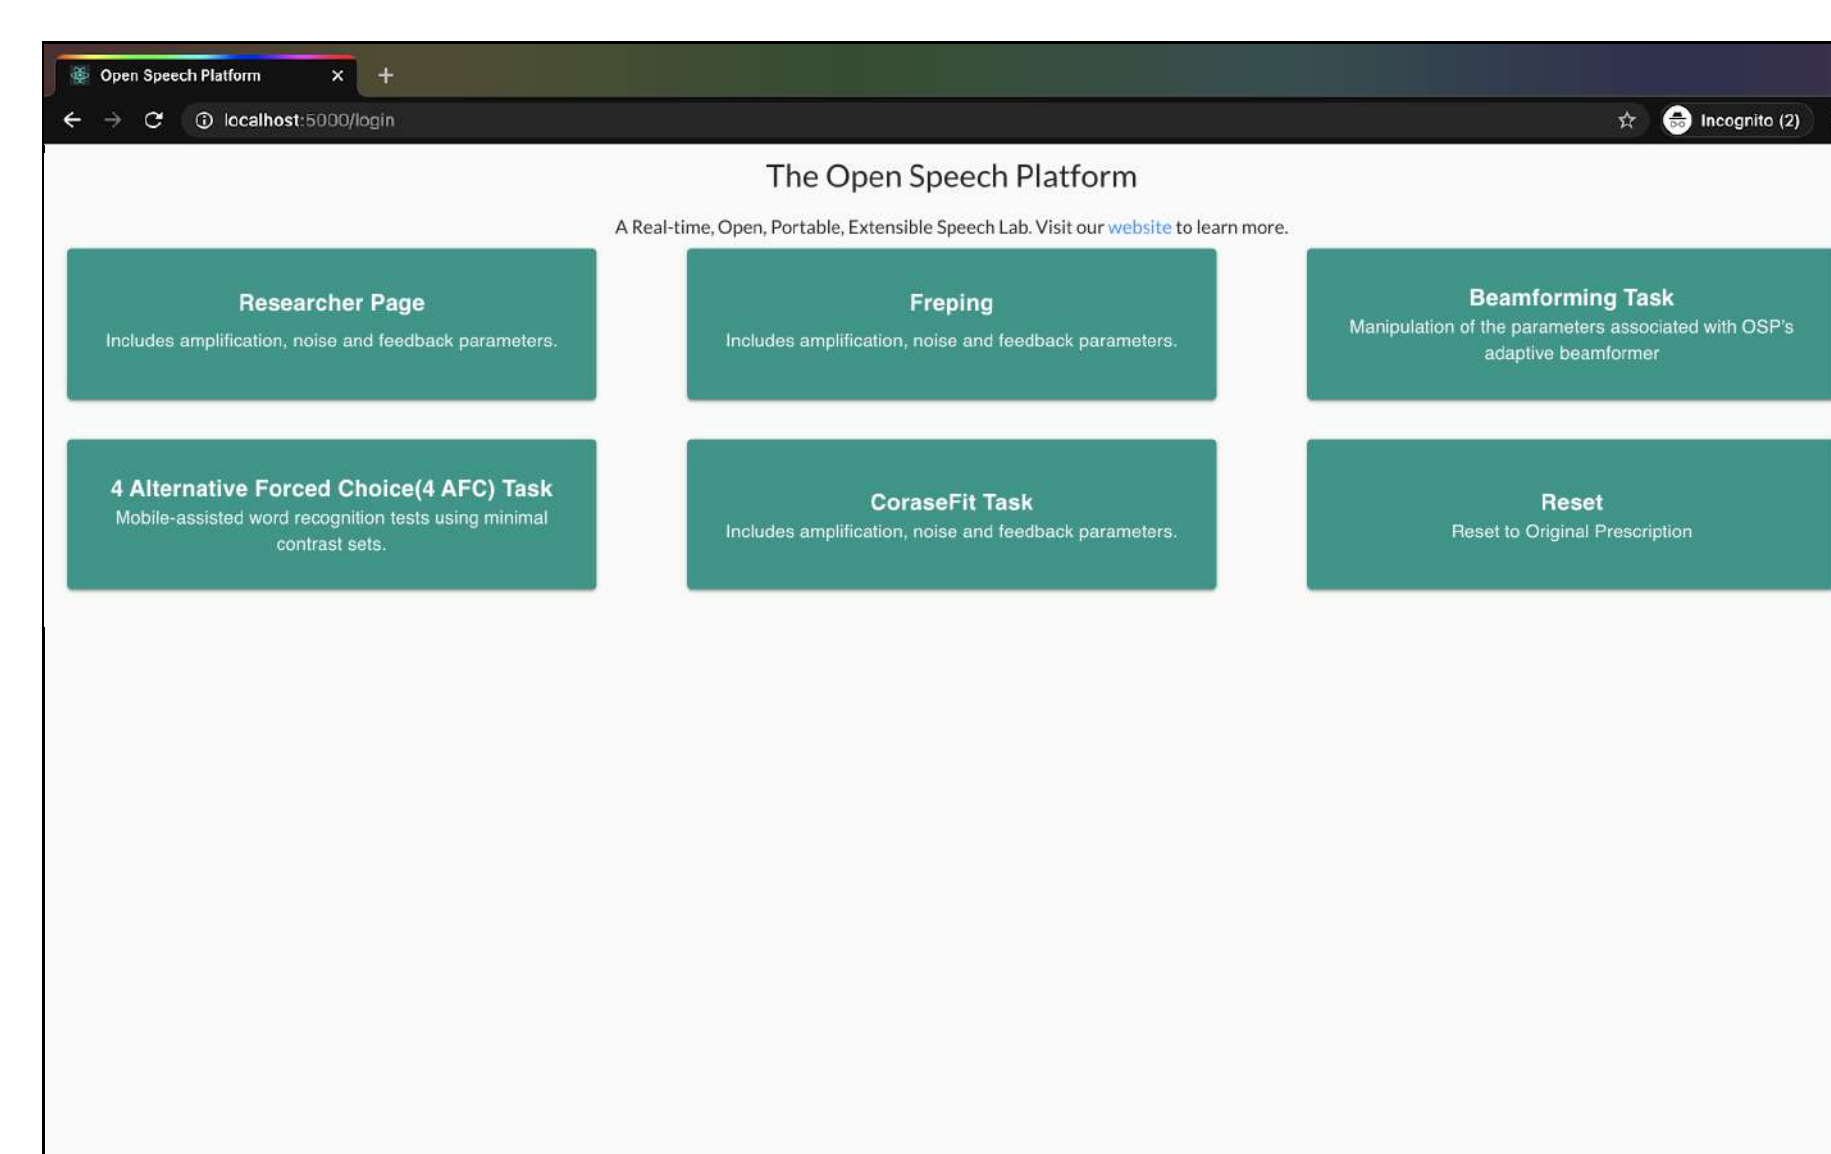 Open Speech Platform
localhost:5000/login
Incognito (2)
The Open Speech Platform
A Real-time, Open, Portable, Extensible Speech Lab. Visit our website to learn more.
Researcher Page
Includes amplification, noise and feedback parameters.
Freping
Includes amplification, noise and feedback parameters.
Beamforming Task
Manipulation of the parameters associated with OSP's
adaptive beamformer
4 Alternative Forced Choice(4 AFC) Task
Mobile-assisted word recognition tests using minimal
contrast sets.
CoraseFit Task
Includes amplification, noise and feedback parameters.
Reset
Reset to Original Prescription